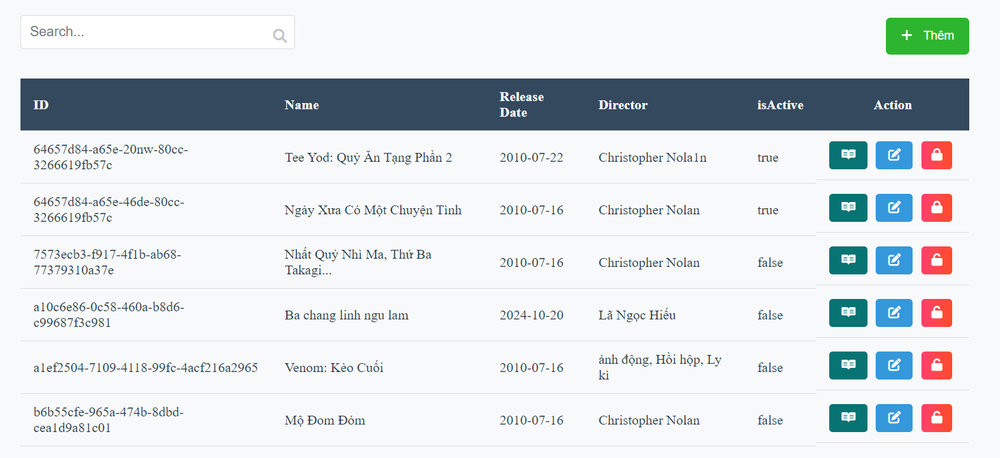 Search...
+ Thêm
ID Name Release Date Director isActive Action
64657d84-a65e-20nw-80cc-3266619fb57c Tee Yod: Quỷ Ăn Tạng Phần 2 2010-07-22 Christopher Nola1n true
64657d84-a65e-46de-80cc-3266619fb57c Ngày Xưa Có Một Chuyện Tình 2010-07-16 Christopher Nolan true
7573ecb3-f917-4f1b-ab68-77379310a37e Nhất Quỷ Nhì Ma, Thứ Ba Takagi... 2010-07-16 Christopher Nolan false
a10c6e86-0c58-460a-b8d6-c99687f3c981 Ba chang linh ngu lam 2024-10-20 Lã Ngọc Hiếu false
a1ef2504-7109-4118-99fc-4acf216a2965 Venom: Kèo Cuối 2010-07-16 ảnh động, Hồi hộp, Ly kì false
b6b55cfe-965a-474b-8dbd-cea1d9a81c01 Mộ Đom Đóm 2010-07-16 Christopher Nolan false